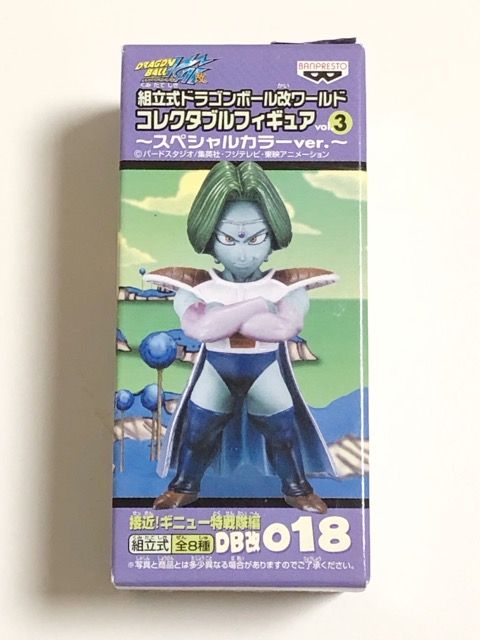 DRAGON BALL 改
BANPRESTO
組立式ドラゴンボール改ワールド
コレクタブルフィギュア vol.3
～スペシャルカラーver.～
©バードスタジオ/集英社・フジテレビ・東映アニメーション
接近!ギニュー特戦隊編
組立式 全8種 DB改 018
※写真と商品とは多少異なる場合がありますのでご了承ください。